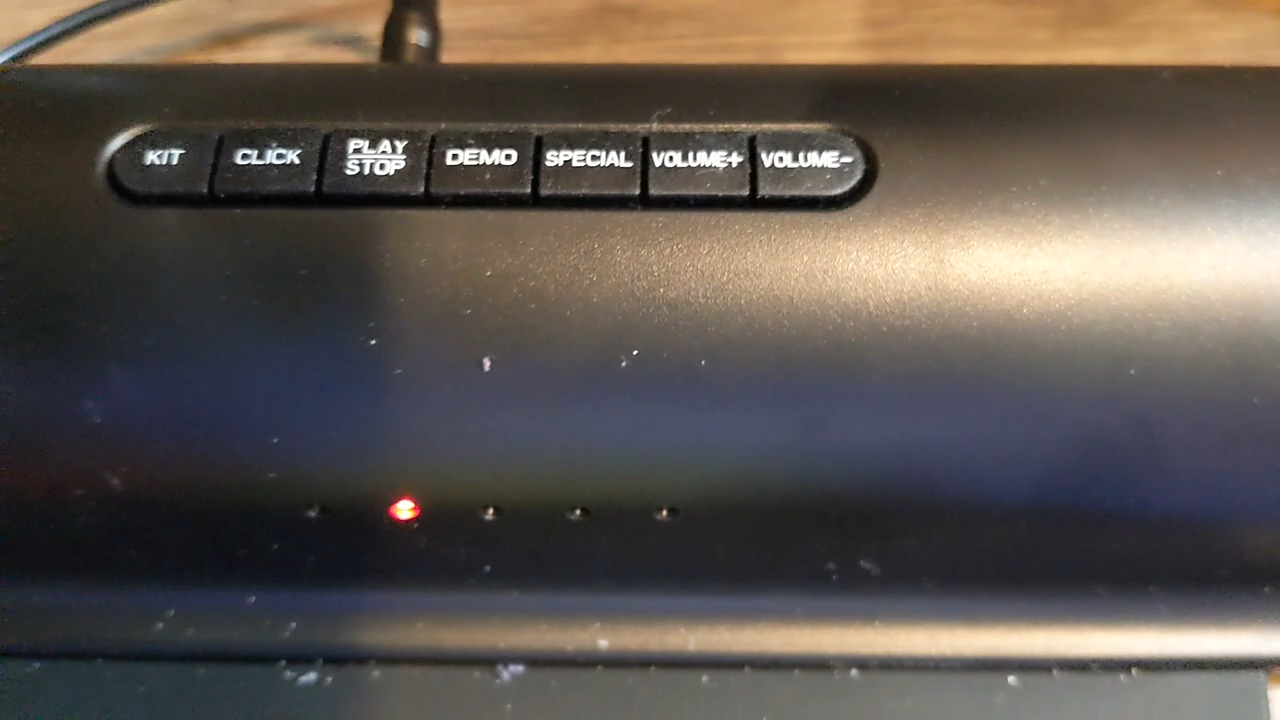 KIT
CLICK
PLAY
STOP
DEMO
SPECIAL
VOLUME+
VOLUME-